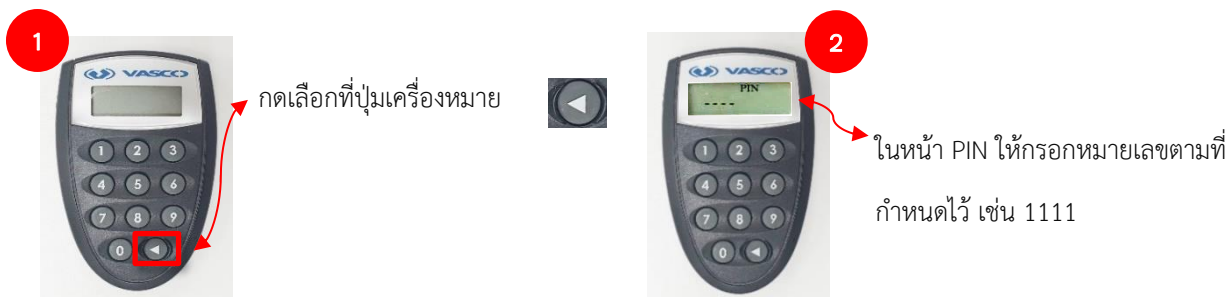 1
VASCO
กดเลือกที่ปุ่มเครื่องหมาย
1 2 3
4 5 6
7 8 9
0
2
VASCO
PIN
----
ในหน้า PIN ให้กรอกหมายเลขตามที่
กำหนดไว้ เช่น 1111
1 2 3
4 5 6
7 8 9
0